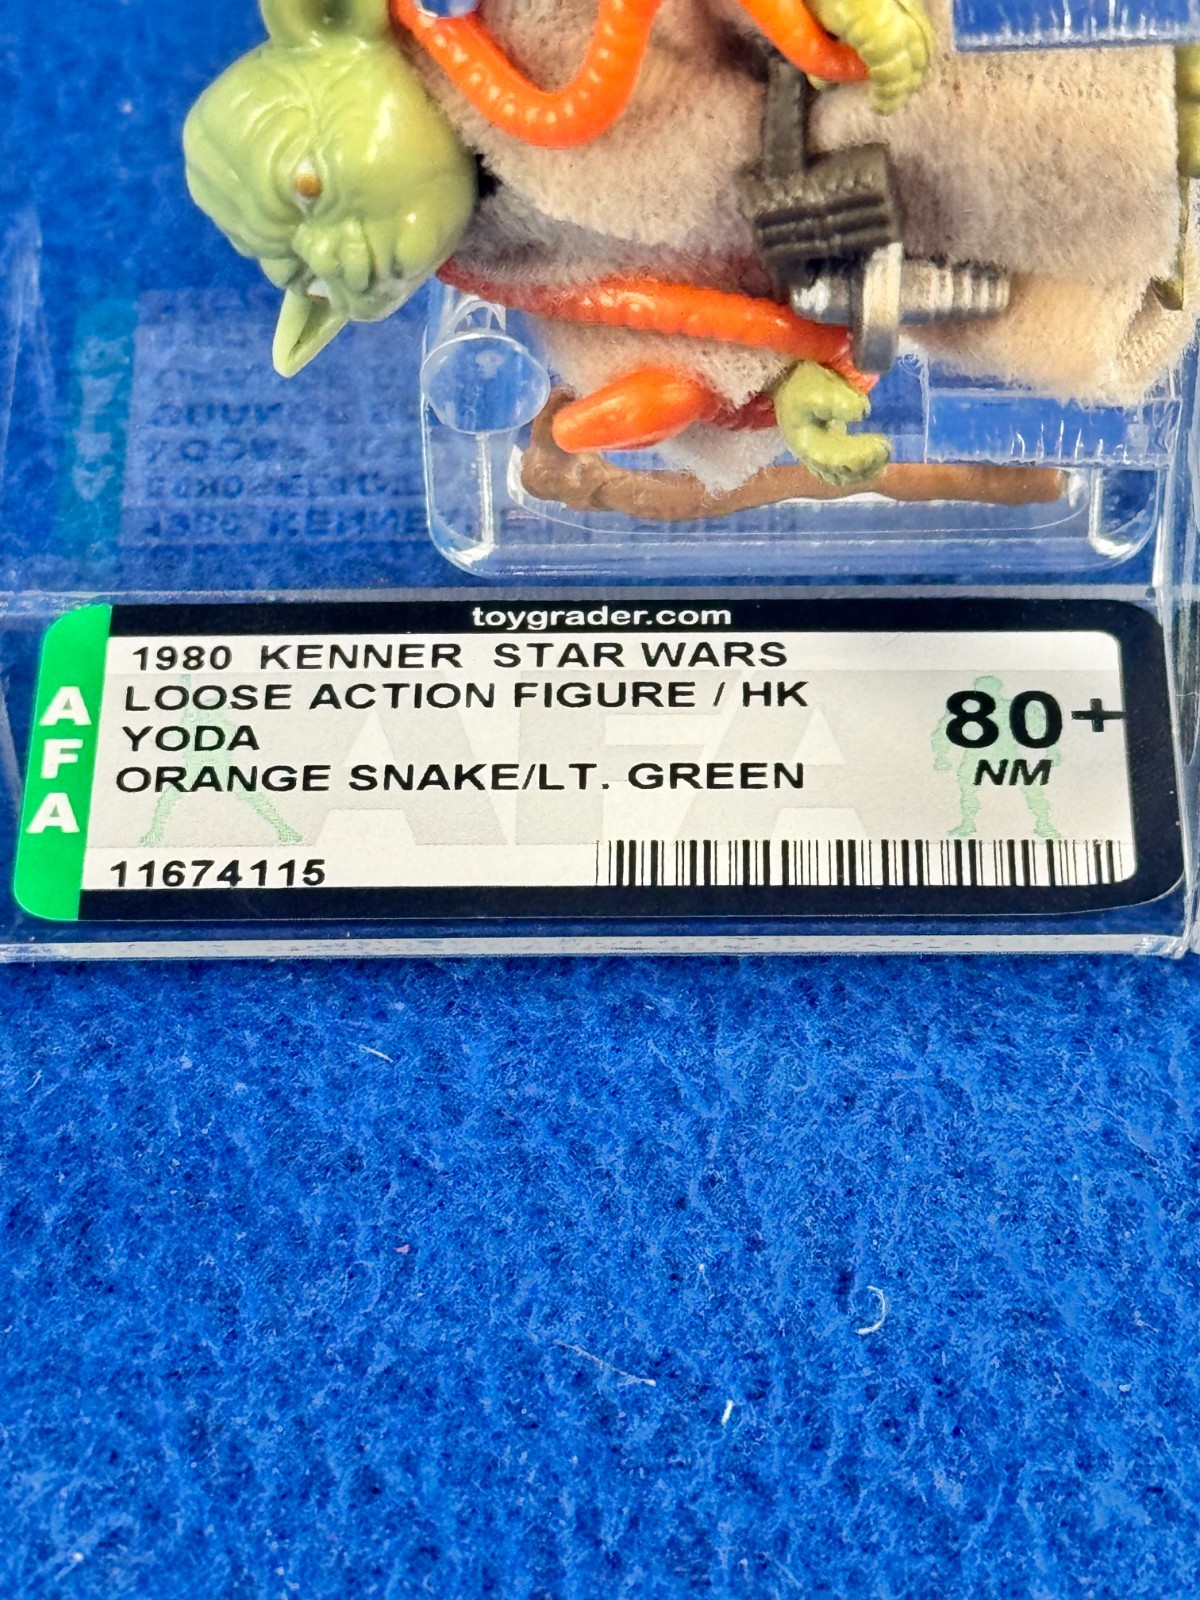 toygrader.com
AFA
1980 KENNER STAR WARS
LOOSE ACTION FIGURE / HK
YODA
ORANGE SNAKE/LT. GREEN
80+
NM
11674115